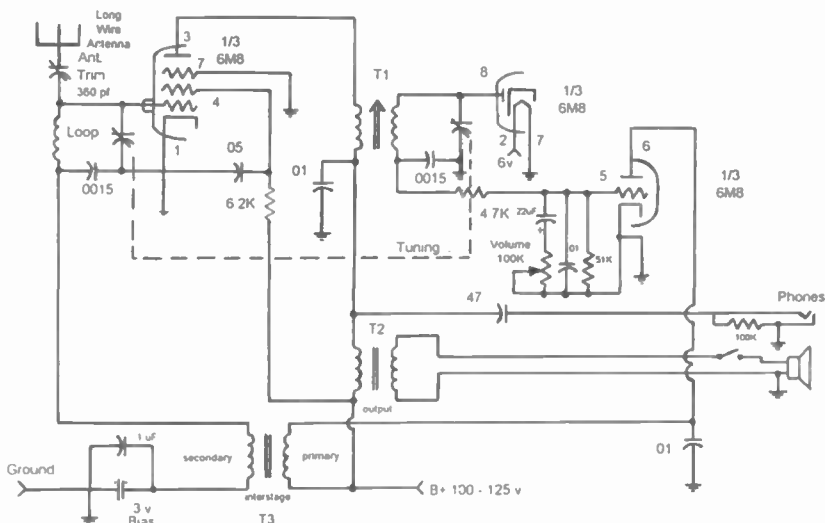 Long
Wire
Antenna
Ant.
Trim
360 pf
3
1/3
6M8
7
4
1
Loop
0015
05
6 2K
01
T1
8
1/3
6M8
2
7
6v
0015
4 7K
6
5
1/3
6M8
22uF
+
Volume
100K
01
51K
Tuning
47
Phones
100K
T2
output
1 uF
secondary
primary
interstage
T3
Ground
3 v
Bias
B+ 100 - 125 v
01